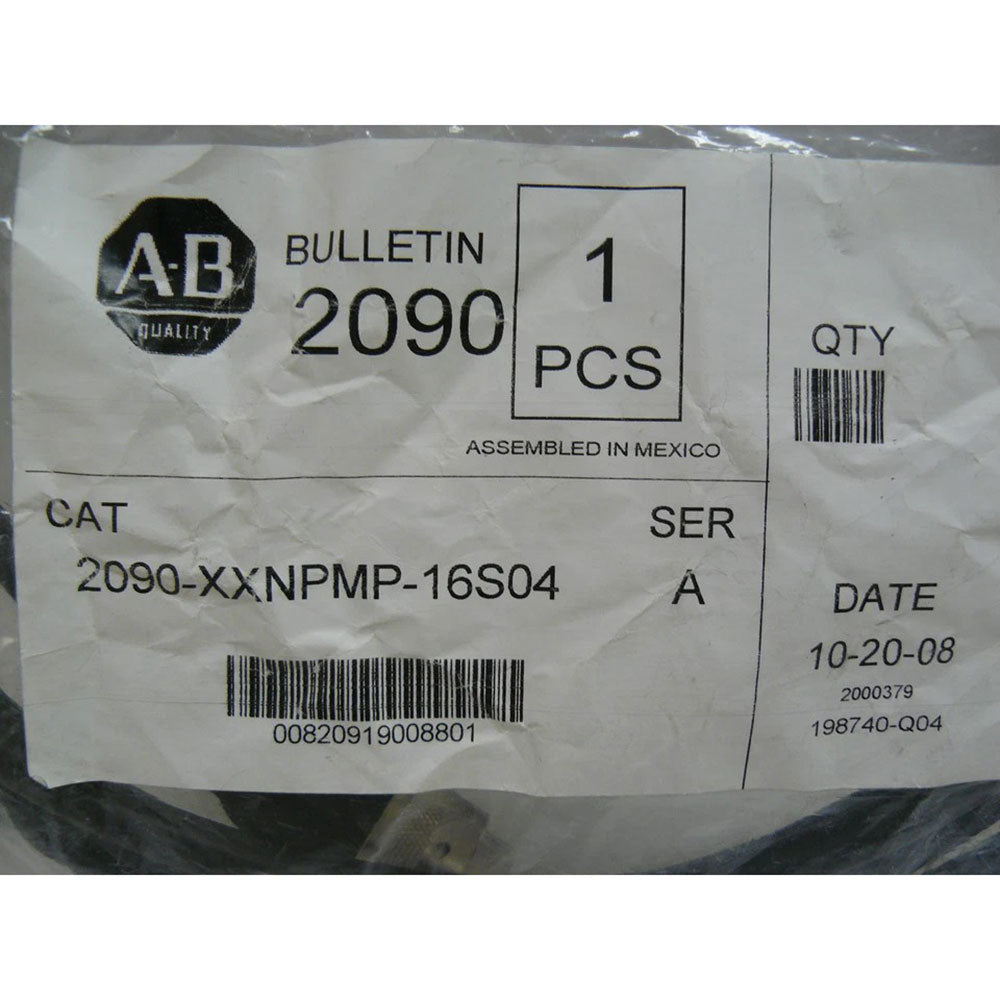 A-B
QUALITY
BULLETIN
2090
1
PCS
ASSEMBLED IN MEXICO
QTY
CAT
SER
2090-XXNPMP-16S04
A
00820919008801
DATE
10-20-08
2000379
198740-Q04